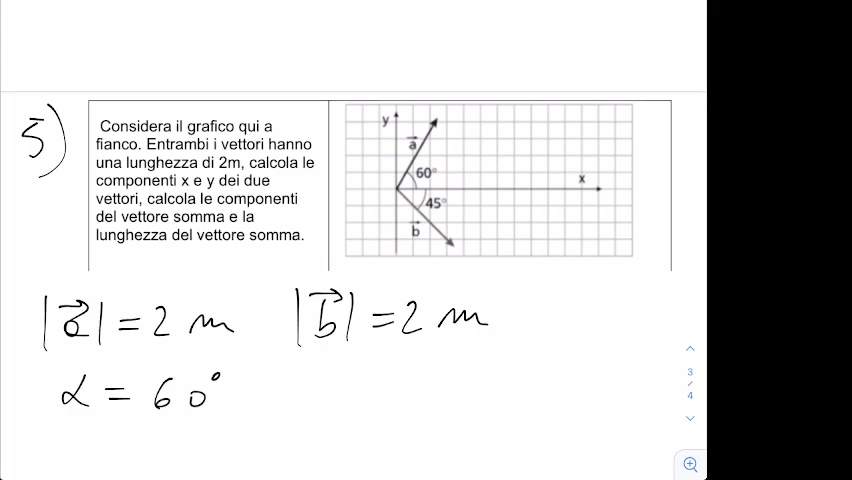 5)
Considera il grafico qui a
fianco. Entrambi i vettori hanno
una lunghezza di 2m, calcola le
componenti x e y dei due
vettori, calcola le componenti
del vettore somma e la
lunghezza del vettore somma.
y
a
60°
x
45°
b
|a⃗| = 2 m |b⃗| = 2 m
α = 60°
3
/
4